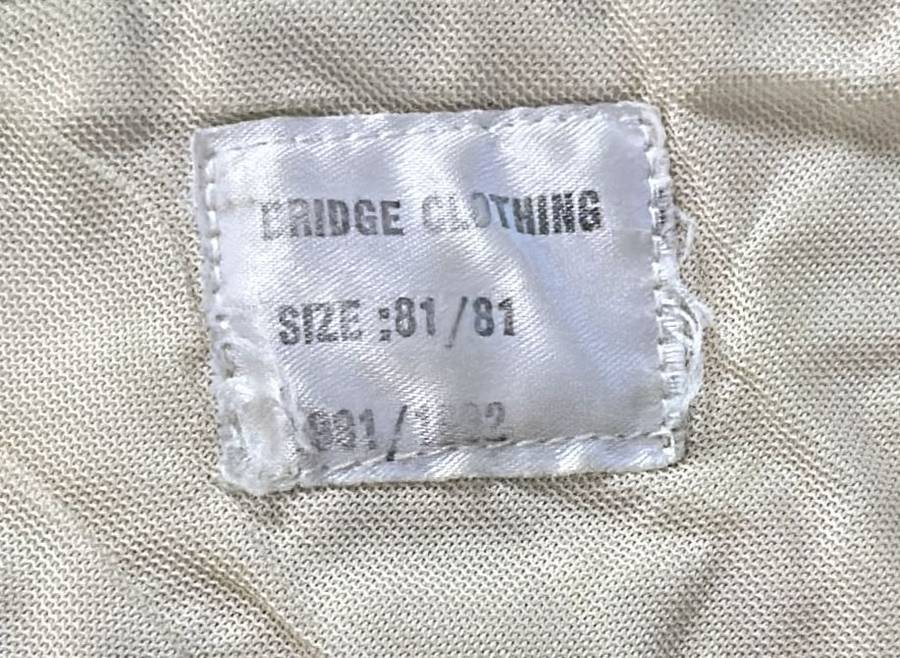 BRIDGE CLOTHING
SIZE :81/81